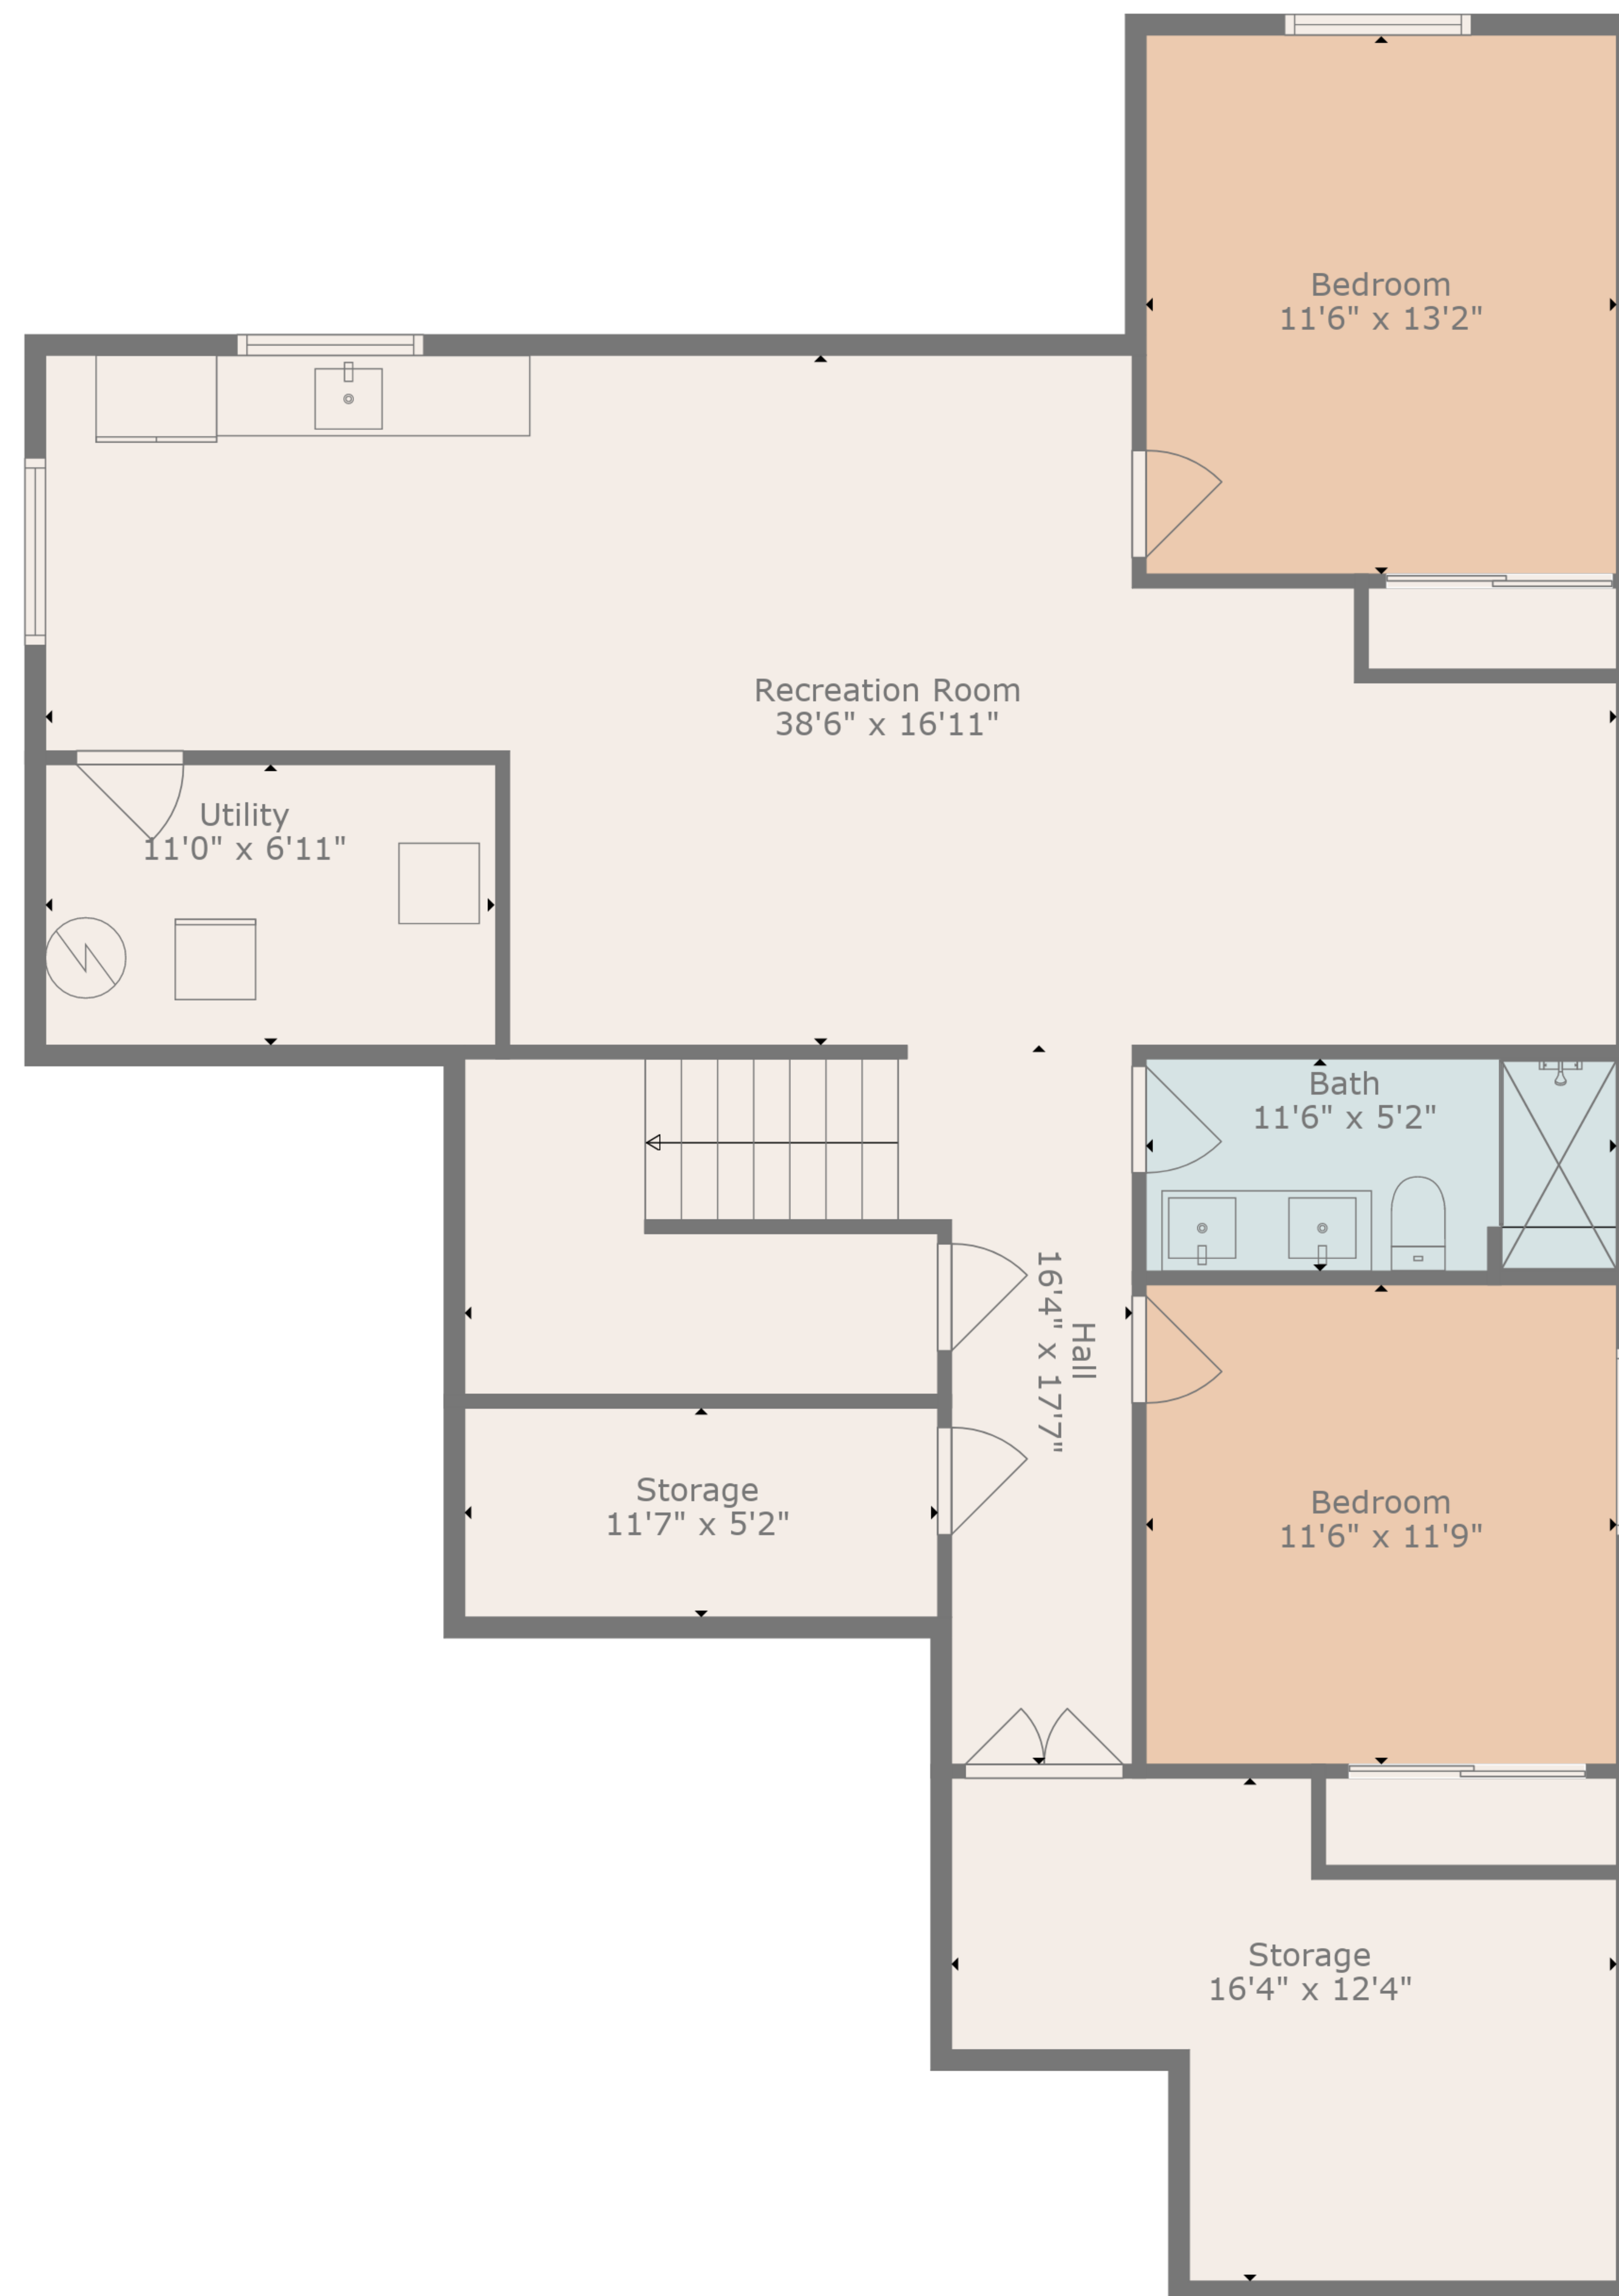 Bedroom
11'6" x 13'2"
Recreation Room
38'6" x 16'11"
Utility
11'0" x 6'11"
Bath
11'6" x 5'2"
Hall
16'4" x 17'7"
Storage
11'7" x 5'2"
Bedroom
11'6" x 11'9"
Storage
16'4" x 12'4"